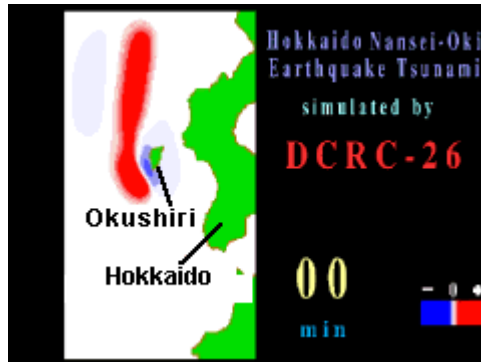 Hokkaido Nansei-Oki
Earthquake Tsunami
simulated by
DCRC-26
Okushiri
Hokkaido
00
min
- 0 +